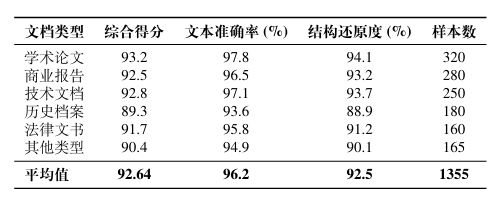 文档类型 综合得分 文本准确率 (%) 结构还原度 (%) 样本数
学术论文 93.2 97.8 94.1 320
商业报告 92.5 96.5 93.2 280
技术文档 92.8 97.1 93.7 250
历史档案 89.3 93.6 88.9 180
法律文书 91.7 95.8 91.2 160
其他类型 90.4 94.9 90.1 165
平均值 92.64 96.2 92.5 1355